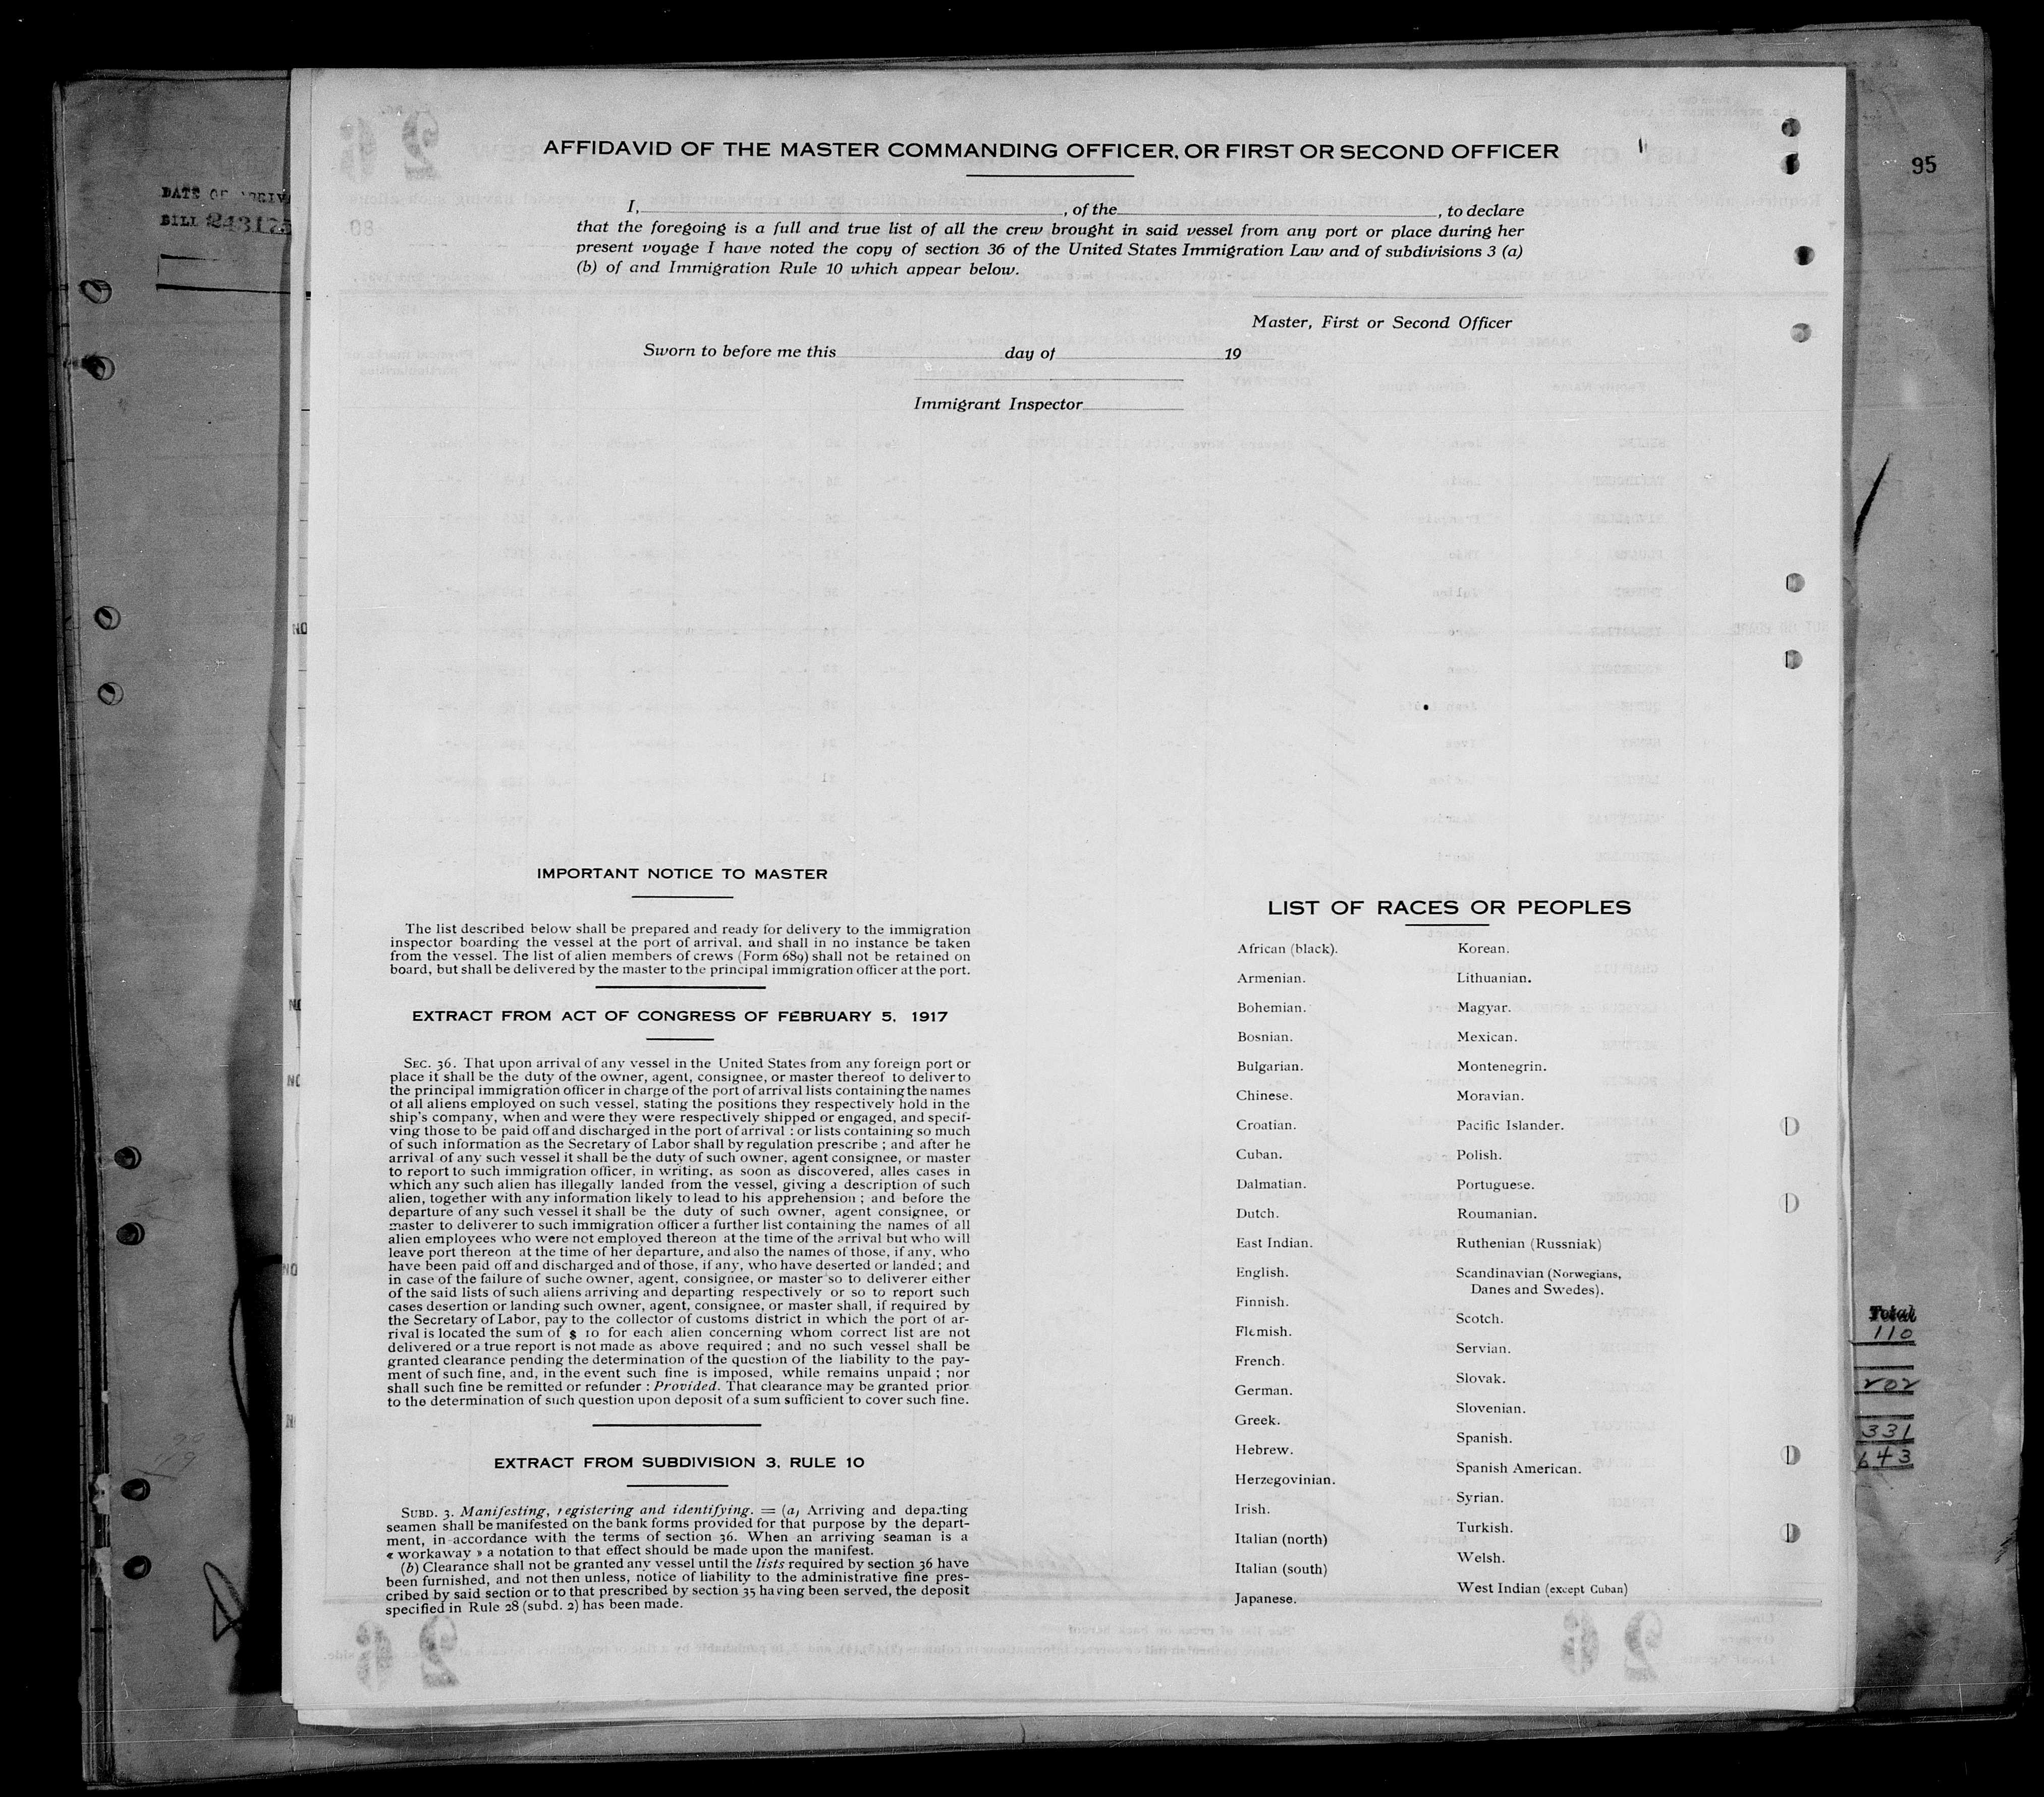 AFFIDAVID OF THE MASTER COMMANDING OFFICER, OR FIRST OR SECOND OFFICER
95
DATE OF
BILL 243125
I, , of the , to declare
that the foregoing is a full and true list of all the crew brought in said vessel from any port or place during her
present voyage I have noted the copy of section 36 of the United States Immigration Law and of subdivisions 3 (a)
(b) of and Immigration Rule 10 which appear below.
Master, First or Second Officer
Sworn to before me this day of 19
Immigrant Inspector
IMPORTANT NOTICE TO MASTER
The list described below shall be prepared and ready for delivery to the immigration
inspector boarding the vessel at the port of arrival, and shall in no instance be taken
from the vessel. The list of alien members of crews (Form 689) shall not be retained on
board, but shall be delivered by the master to the principal immigration officer at the port.
EXTRACT FROM ACT OF CONGRESS OF FEBRUARY 5, 1917
SEC. 36. That upon arrival of any vessel in the United States from any foreign port or
place it shall be the duty of the owner, agent, consignee, or master thereof to deliver to
the principal immigration officer in charge of the port of arrival lists containing the names
of all aliens employed on such vessel, stating the positions they respectively hold in the
ship's company, when and were they were respectively shipped or engaged, and specif-
ving those to be paid off and discharged in the port of arrival : or lists containing so much
of such information as the Secretary of Labor shall by regulation prescribe ; and after he
arrival of any such vessel it shall be the duty of such owner, agent consignee, or master
to report to such immigration officer, in writing, as soon as discovered, alles cases in
which any such alien has illegally landed from the vessel, giving a description of such
alien, together with any information likely to lead to his apprehension ; and before the
departure of any such vessel it shall be the duty of such owner, agent consignee, or
master to deliverer to such immigration officer a further list containing the names of all
alien employees who were not employed thereon at the time of the arrival but who will
leave port thereon at the time of her departure, and also the names of those, if any, who
have been paid off and discharged and of those, if any, who have deserted or landed ; and
in case of the failure of suche owner, agent, consignee, or master so to deliverer either
of the said lists of such aliens arriving and departing respectively or so to report such
cases desertion or landing such owner, agent, consignee, or master shall, if required by
the Secretary of Labor, pay to the collector of customs district in which the port of ar-
rival is located the sum of $ 10 for each alien concerning whom correct list are not
delivered or a true report is not made as above required ; and no such vessel shall be
granted clearance pending the determination of the question of the liability to the pay-
ment of such fine, and, in the event such fine is imposed, while remains unpaid ; nor
shall such fine be remitted or refunder : Provided. That clearance may be granted prior
to the determination of such question upon deposit of a sum sufficient to cover such fine.
EXTRACT FROM SUBDIVISION 3, RULE 10
SUBD. 3. Manifesting, registering and identifying. = (a) Arriving and departing
seamen shall be manifested on the bank forms provided for that purpose by the depart-
ment, in accordance with the terms of section 36. When an arriving seaman is a
« workaway » a notation to that effect should be made upon the manifest.
(b) Clearance shall not be granted any vessel until the lists required by section 36 have
been furnished, and not then unless, notice of liability to the administrative fine pres-
cribed by said section or to that prescribed by section 35 having been served, the deposit
specified in Rule 28 (subd. 2) has been made.
LIST OF RACES OR PEOPLES
African (black).
Armenian.
Bohemian.
Bosnian.
Bulgarian.
Chinese.
Croatian.
Cuban.
Dalmatian.
Dutch.
East Indian.
English.
Finnish.
Flemish.
French.
German.
Greek.
Hebrew.
Herzegovinian.
Irish.
Italian (north)
Italian (south)
Japanese.
Korean.
Lithuanian.
Magyar.
Mexican.
Montenegrin.
Moravian.
Pacific Islander.
Polish.
Portuguese.
Roumanian.
Ruthenian (Russniak)
Scandinavian (Norwegians,
Danes and Swedes).
Scotch.
Servian.
Slovak.
Slovenian.
Spanish.
Spanish American.
Syrian.
Turkish.
Welsh.
West Indian (except Cuban)
Total
110
202
331
643